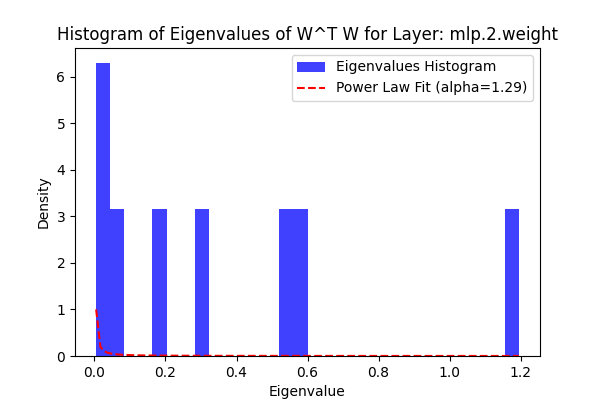 Histogram of Eigenvalues of W^T W for Layer: mlp.2.weight
Eigenvalues Histogram
Power Law Fit (alpha=1.29)
6
5
4
3
2
1
0
Density
0.0 0.2 0.4 0.6 0.8 1.0 1.2
Eigenvalue